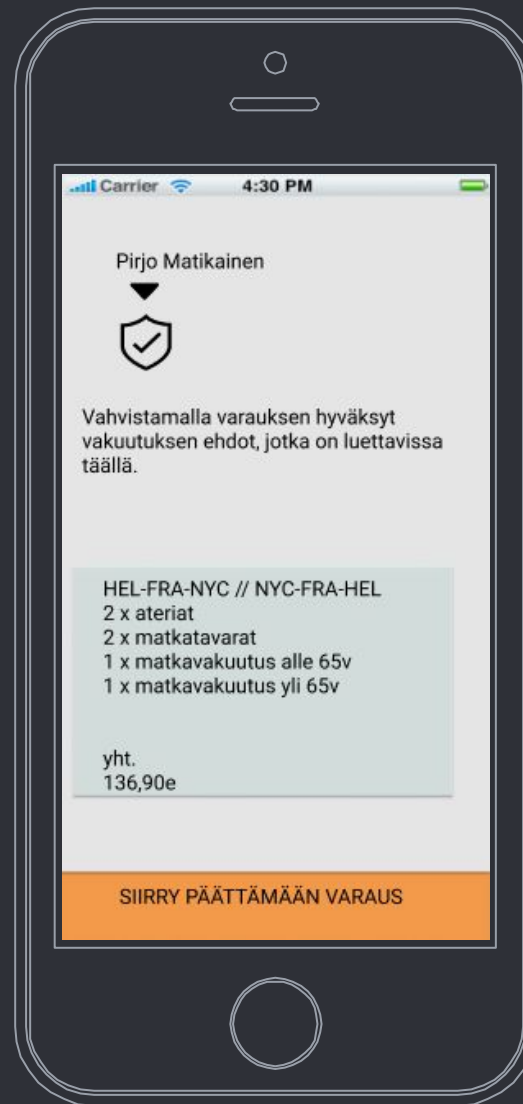 Carrier 4:30 PM
Pirjo Matikainen
Vahvistamalla varauksen hyväksyt
vakuutuksen ehdot, jotka on luettavissa
täällä.
HEL-FRA-NYC // NYC-FRA-HEL
2 x ateriat
2 x matkatavarat
1 x matkavakuutus alle 65v
1 x matkavakuutus yli 65v
yht.
136,90e
SIIRRY PÄÄTTÄMÄÄN VARAUS